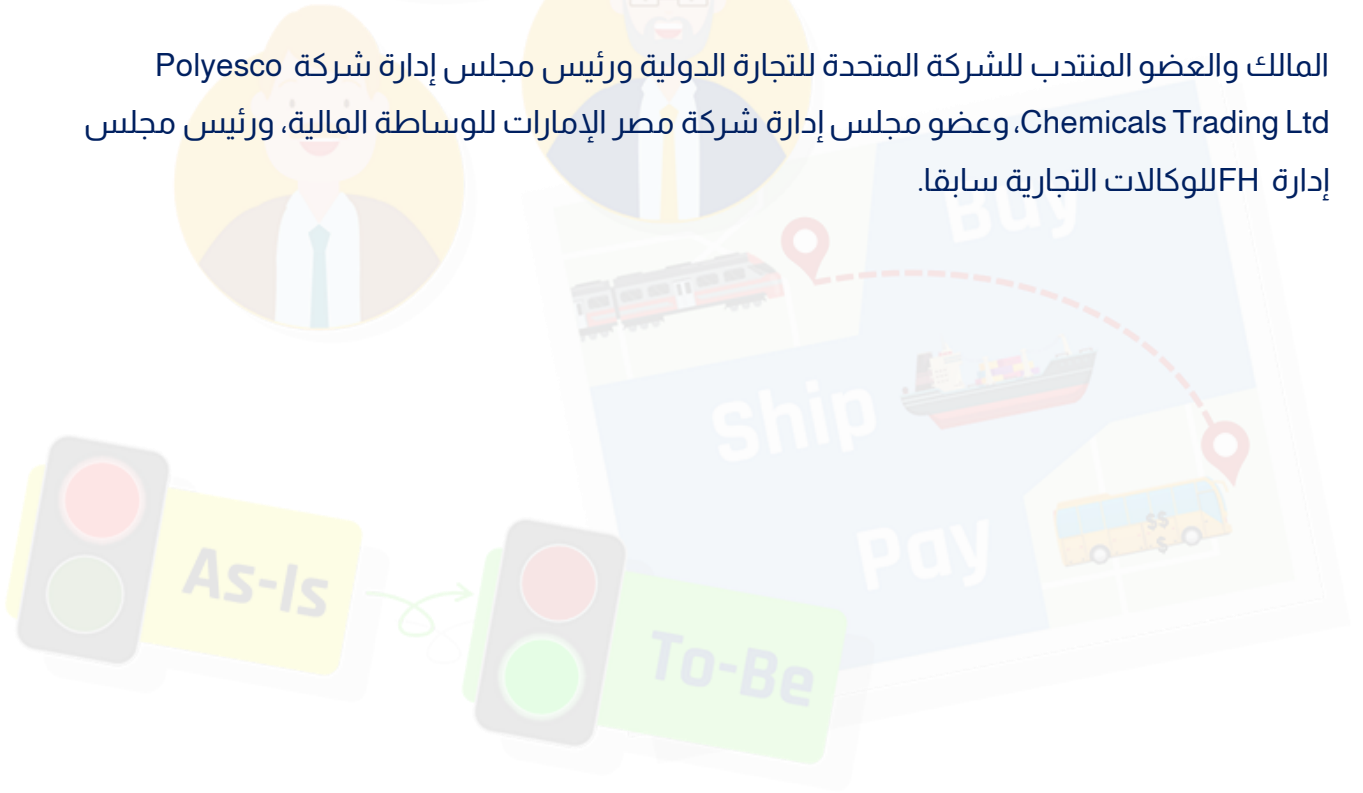 المالك والعضو المنتدب للشركة المتحدة للتجارة الدولية ورئيس مجلس إدارة شركة Polyesco
Chemicals Trading Ltd، وعضو مجلس إدارة شركة مصر الإمارات للوساطة المالية، ورئيس مجلس
إدارة FHللوكالات التجارية سابقا.
Buy
Ship
Pay
$$
$
As-Is
To-Be